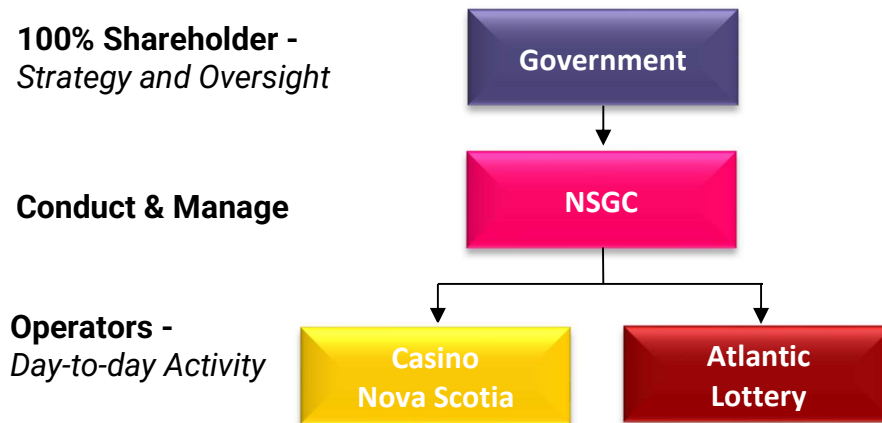 100% Shareholder -
Strategy and Oversight
Government
Conduct & Manage
NSGC
Operators -
Day-to-day Activity
Casino
Nova Scotia
Atlantic
Lottery